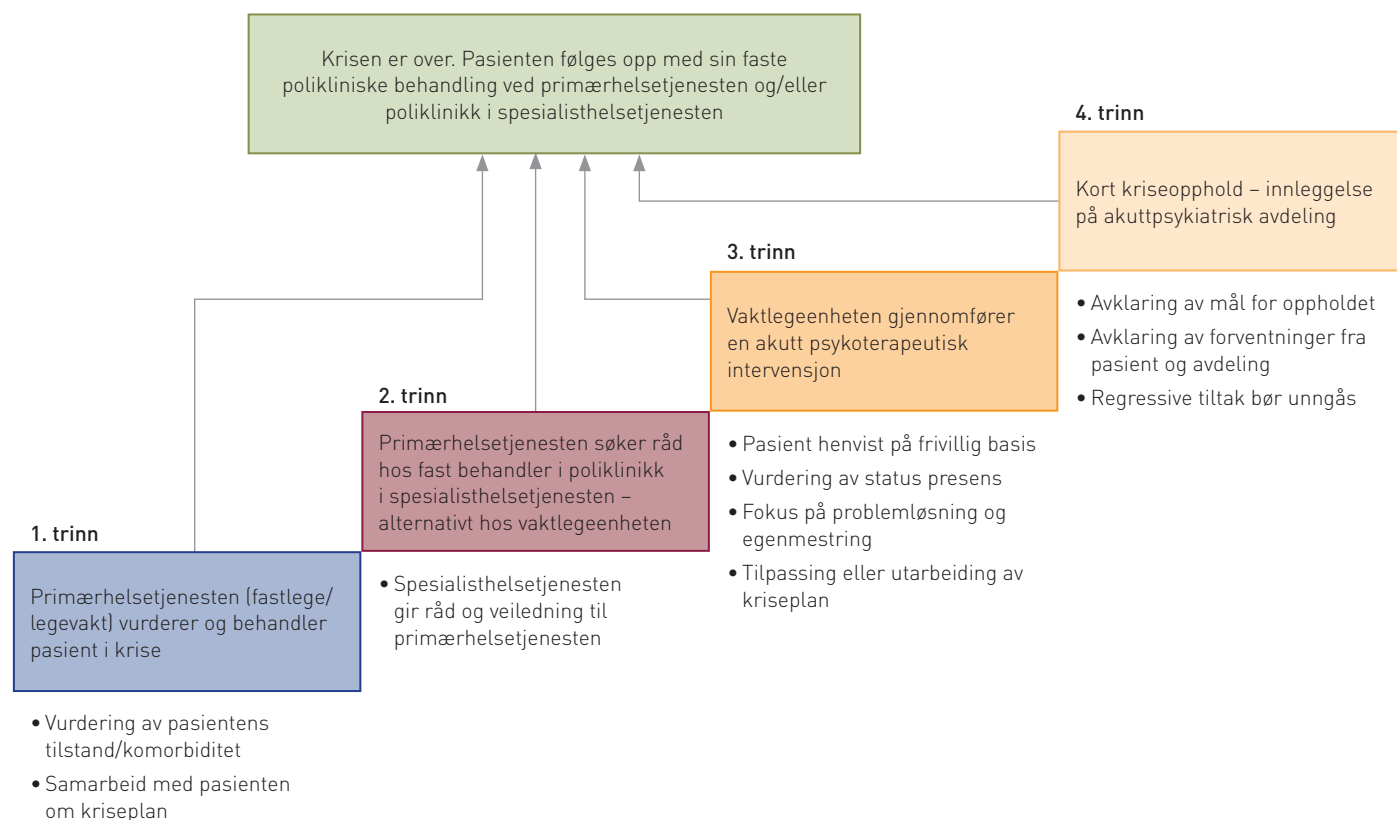 Krisen er over. Pasienten følges opp med sin faste
polikliniske behandling ved primærhelsetjenesten og/eller
poliklinikk i spesialisthelsetjenesten
4. trinn
Kort kriseopphold – innleggelse
på akuttpsykiatrisk avdeling
• Avklaring av mål for oppholdet
• Avklaring av forventninger fra
pasient og avdeling
• Regressive tiltak bør unngås
3. trinn
Vaktlegeenheten gjennomfører
en akutt psykoterapeutisk
intervensjon
• Pasient henvist på frivillig basis
• Vurdering av status presens
• Fokus på problemløsning og
egenmestring
• Tilpassing eller utarbeiding av
kriseplan
2. trinn
Primærhelsetjenesten søker råd
hos fast behandler i poliklinikk
i spesialisthelsetjenesten –
alternativt hos vaktlegeenheten
• Spesialisthelsetjenesten
gir råd og veiledning til
primærhelsetjenesten
1. trinn
Primærhelsetjenesten (fastlege/
legevakt) vurderer og behandler
pasient i krise
• Vurdering av pasientens
tilstand/komorbiditet
• Samarbeid med pasienten
om kriseplan